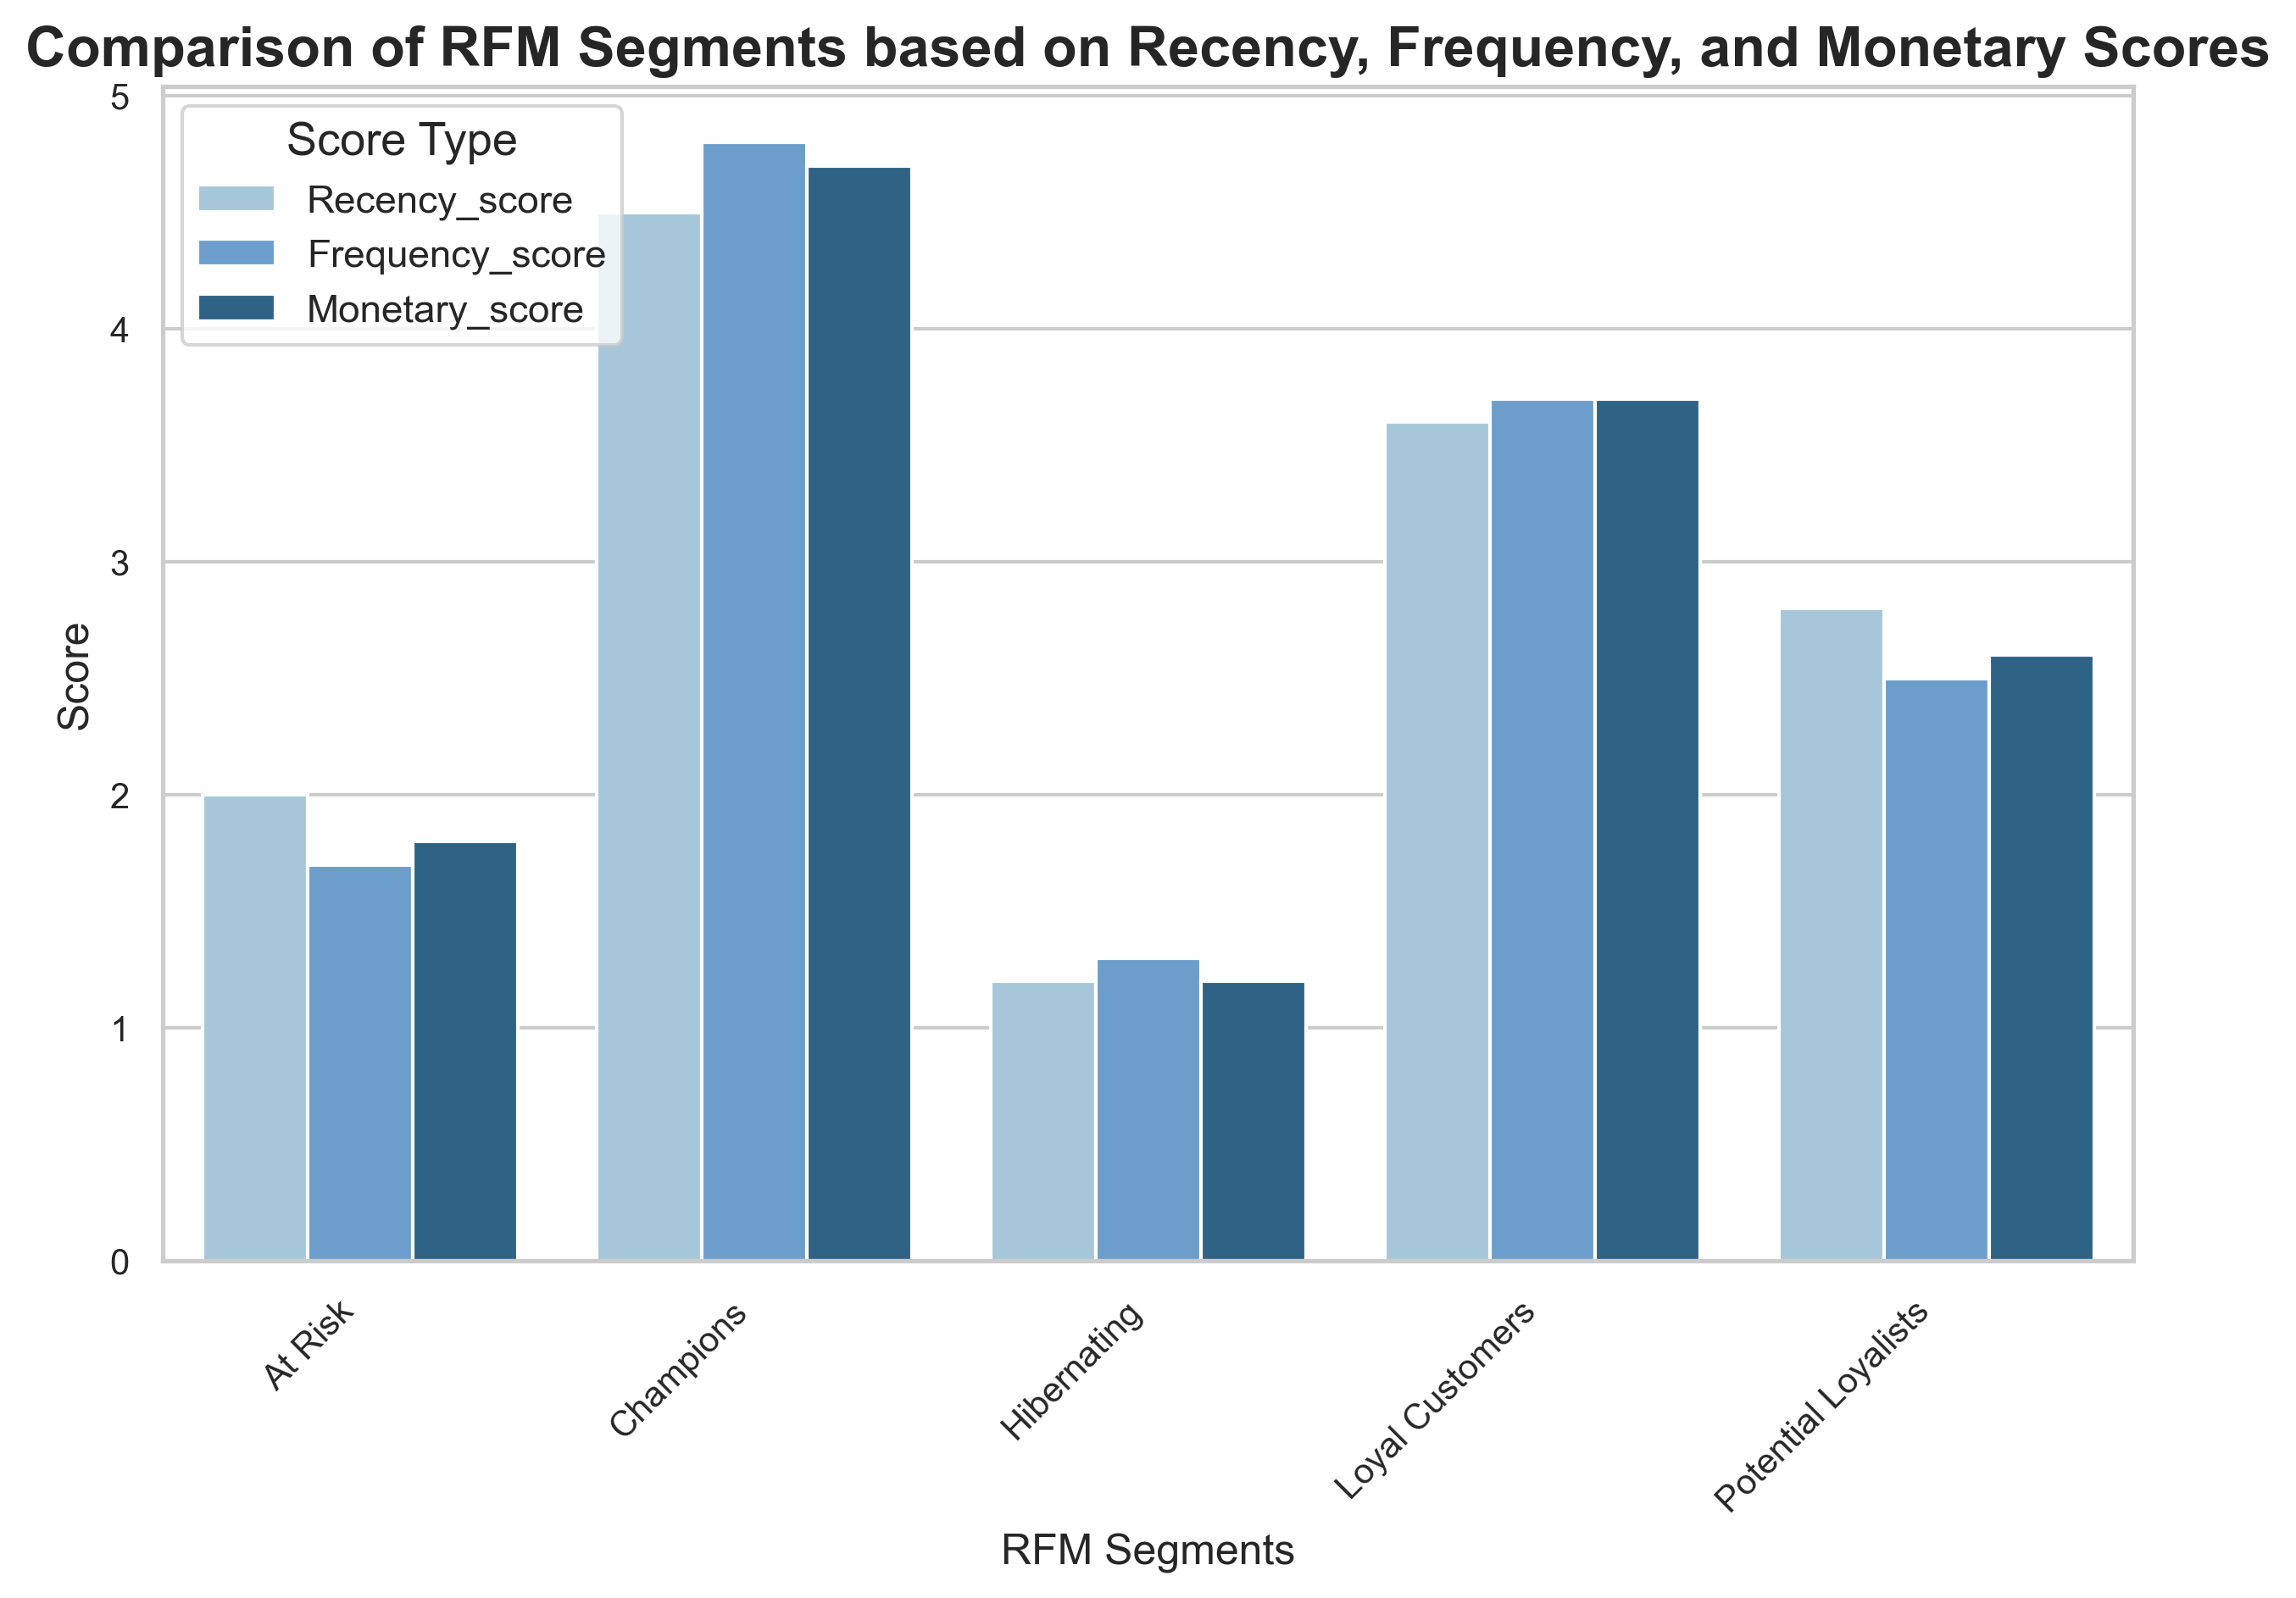 Comparison of RFM Segments based on Recency, Frequency, and Monetary Scores
Score Type
Recency_score
Frequency_score
Monetary_score
5
4
3
2
1
0
Score
At Risk
Champions
Hibernating
Loyal Customers
Potential Loyalists
RFM Segments